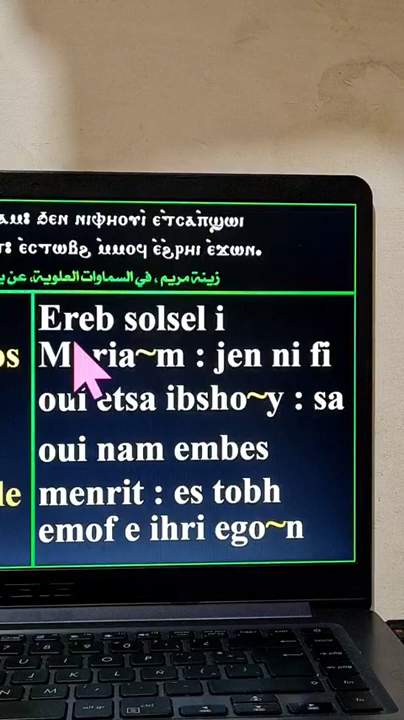 ϧⲉⲛ ⲛⲓⲫⲏⲟⲩⲓ̀ ⲉ̀ⲧⲥⲁⲡ̀ϣⲱⲓ
ⲉ̀ⲥⲧⲱⲃϩ ⲙ̀ⲙⲟϥ ⲉ̀ϩ̀ⲣⲏⲓ ⲉ̀ϫⲱⲛ.
زينة مريم ، في السماوات العلوية، عن
Ereb solsel i
Maria~m : jen ni fi
oui etsa ibsho~y : sa
oui nam embes
menrit : es tobh
emof e ihri ego~n